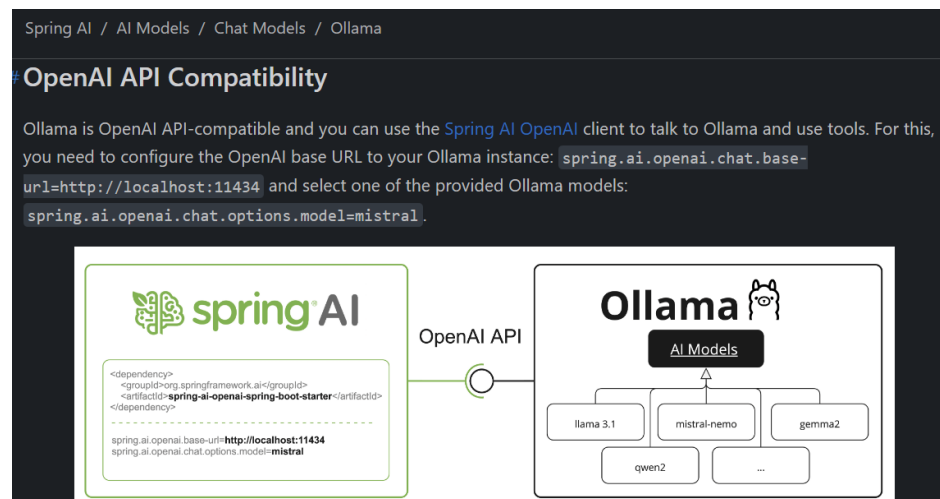 Spring AI / AI Models / Chat Models / Ollama
#OpenAI API Compatibility
Ollama is OpenAI API-compatible and you can use the Spring AI OpenAI client to talk to Ollama and use tools. For this,
you need to configure the OpenAI base URL to your Ollama instance: spring.ai.openai.chat.base-
url=http://localhost:11434 and select one of the provided Ollama models:
spring.ai.openai.chat.options.model=mistral.
spring AI
<dependency>
<groupId>org.springframework.ai</groupId>
<artifactId>spring-ai-openai-spring-boot-starter</artifactId>
</dependency>
spring.ai.openai.base-url=http://localhost:11434
spring.ai.openai.chat.options.model=mistral
OpenAI API
Ollama
AI Models
llama 3.1
mistral-nemo
gemma2
qwen2
...